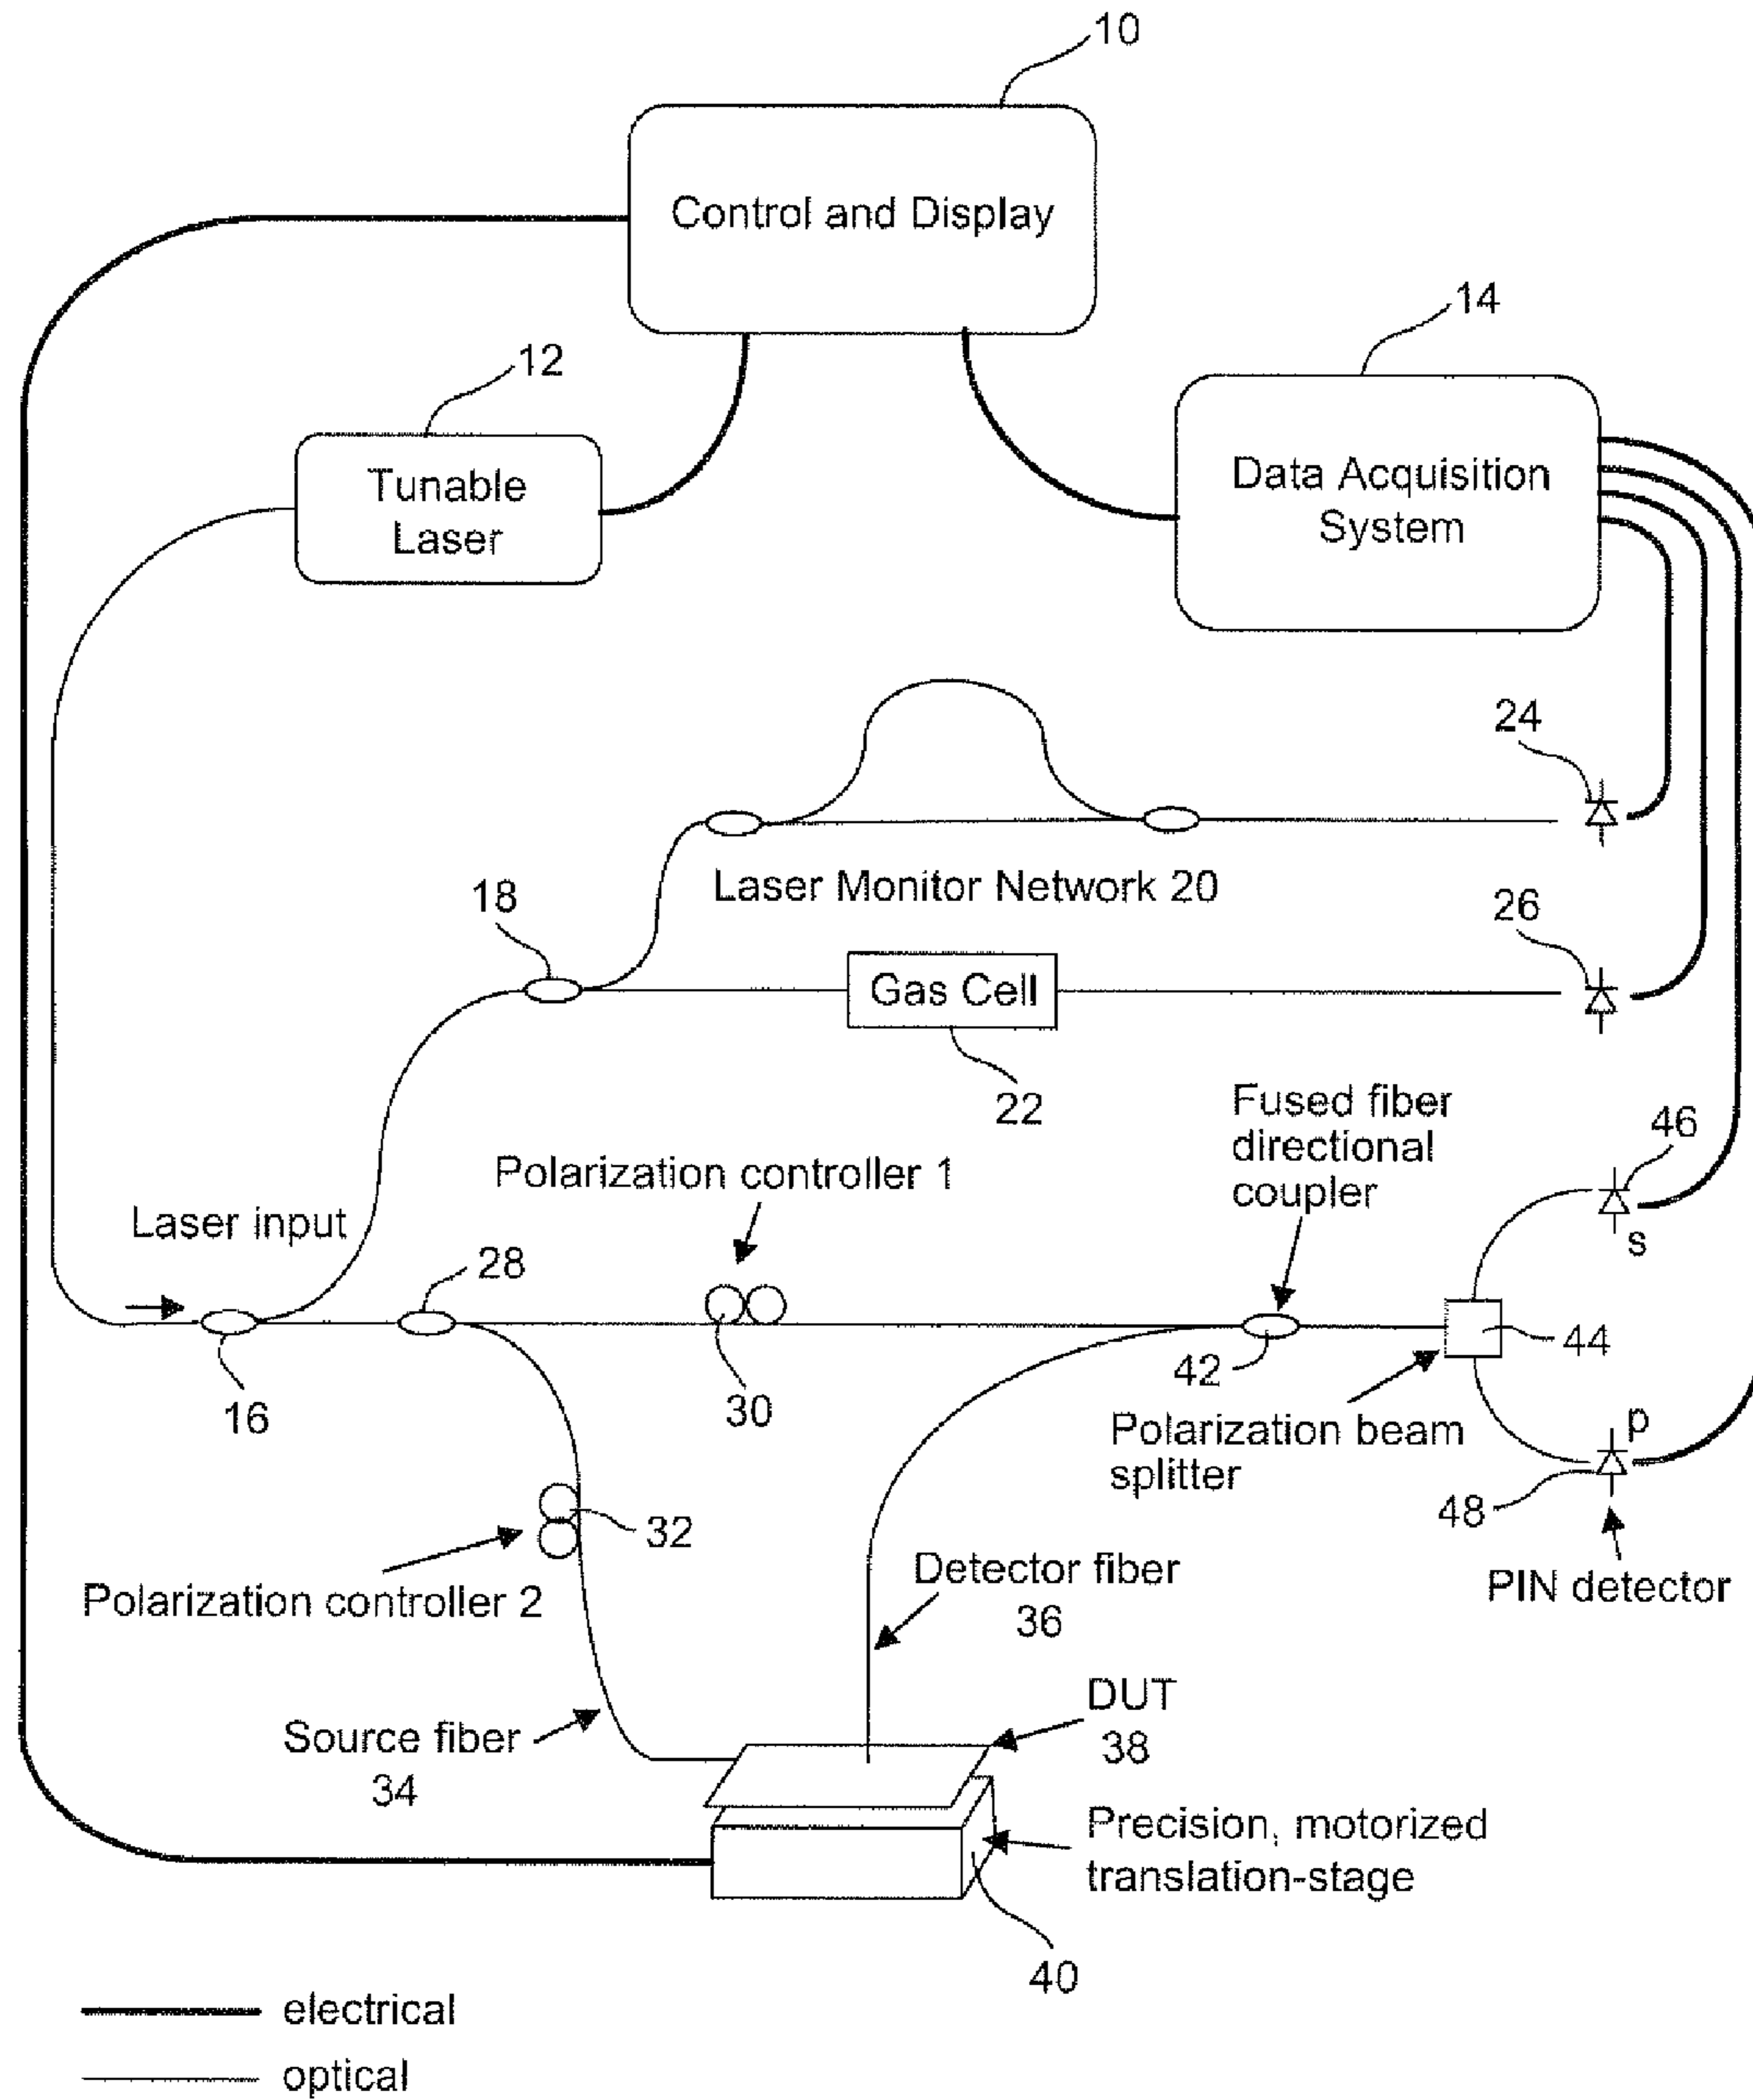 10
Control and Display
14
12
Tunable
Laser
Data Acquisition
System
24
Laser Monitor Network 20
18
26
Gas Cell
22
Fused fiber
directional
coupler
46
Polarization controller 1
Laser input
s
28
44
42
30
16
p
Polarization beam
splitter
48
32
Detector fiber
36
PIN detector
Polarization controller 2
DUT
38
Source fiber
34
Precision, motorized
translation-stage
40
electrical
optical